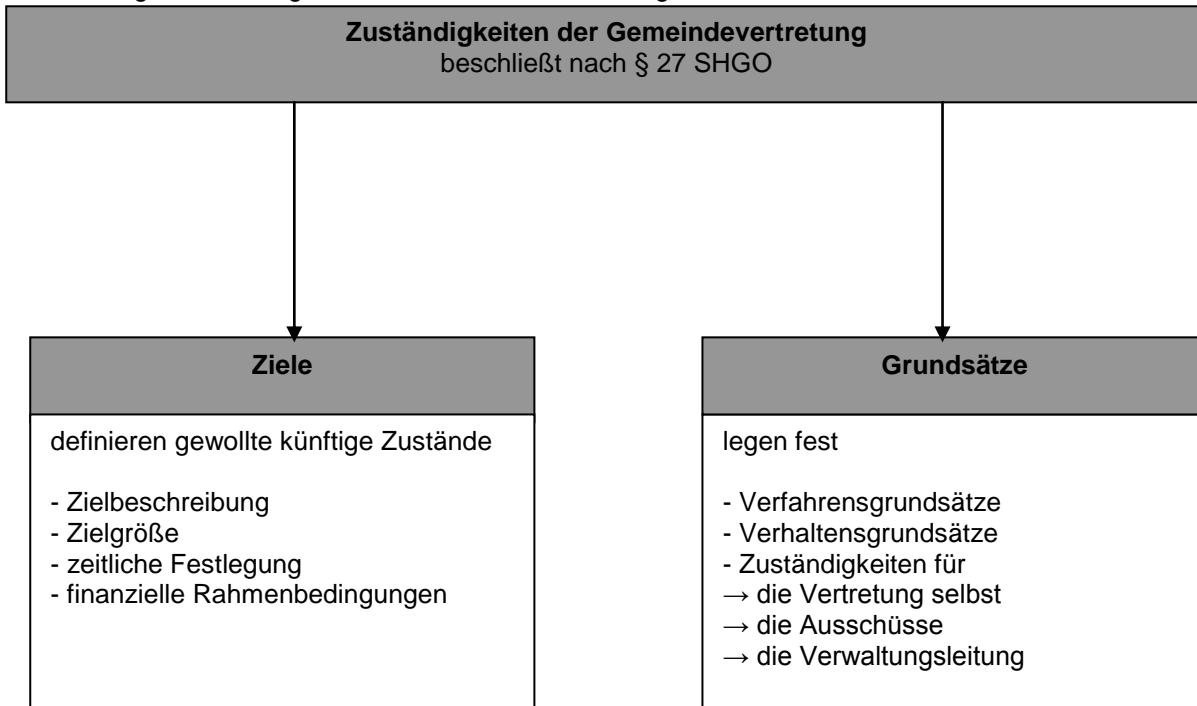 Zuständigkeiten der Gemeindevertretung
beschließt nach § 27 SHGO
Ziele
definieren gewollte künftige Zustände
- Zielbeschreibung
- Zielgröße
- zeitliche Festlegung
- finanzielle Rahmenbedingungen
Grundsätze
legen fest
- Verfahrensgrundsätze
- Verhaltensgrundsätze
- Zuständigkeiten für
→ die Vertretung selbst
→ die Ausschüsse
→ die Verwaltungsleitung